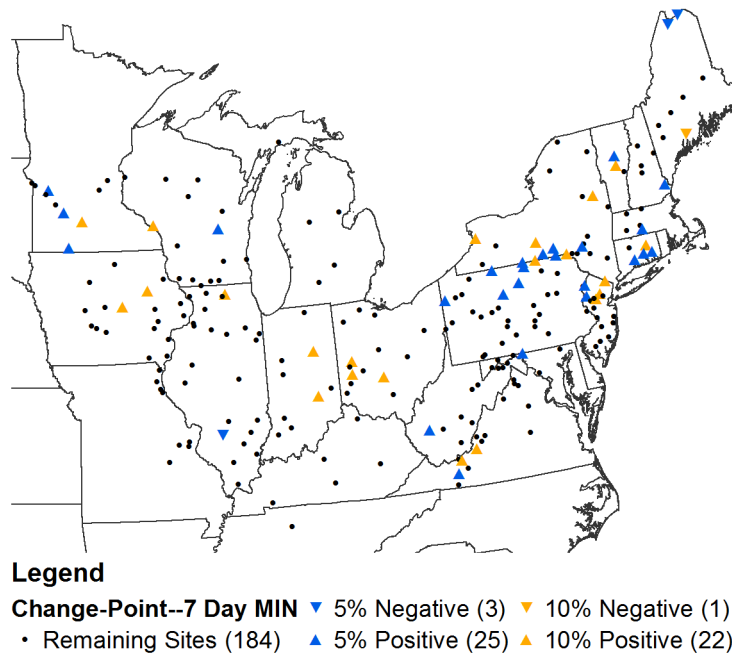 Legend
Change-Point--7 Day MIN ▼ 5% Negative (3) ▼ 10% Negative (1)
• Remaining Sites (184) ▲ 5% Positive (25) ▲ 10% Positive (22)